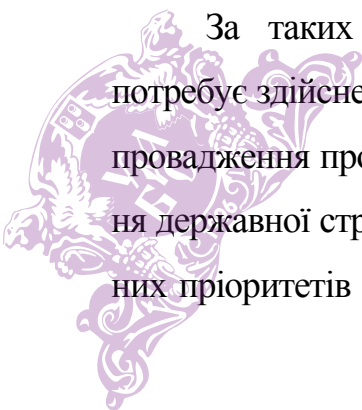 За таких
потребує здійсне
провадження про
ня державної стр
них пріоритетів